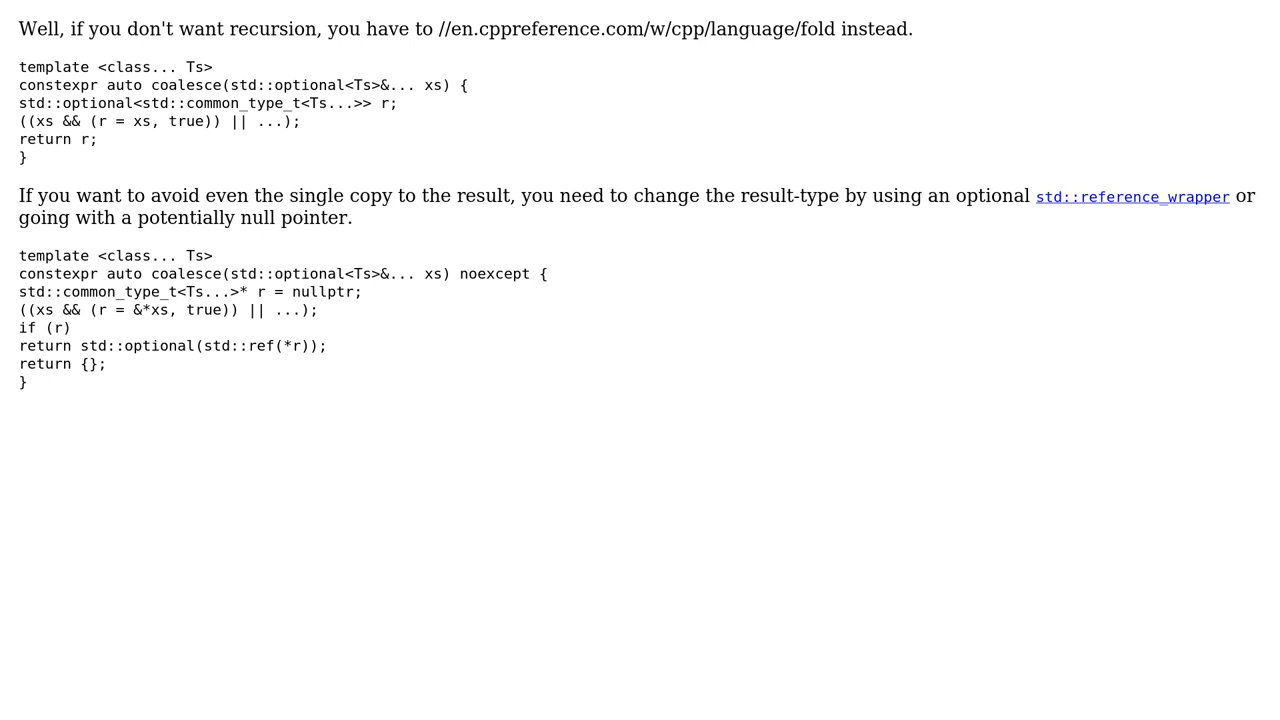 Well, if you don't want recursion, you have to //en.cppreference.com/w/cpp/language/fold instead.
template <class... Ts>
constexpr auto coalesce(std::optional<Ts>&... xs) {
std::optional<std::common_type_t<Ts...>> r;
((xs && (r = xs, true)) || ...);
return r;
}
If you want to avoid even the single copy to the result, you need to change the result-type by using an optional std::reference_wrapper or
going with a potentially null pointer.
template <class... Ts>
constexpr auto coalesce(std::optional<Ts>&... xs) noexcept {
std::common_type_t<Ts...>* r = nullptr;
((xs && (r = &*xs, true)) || ...);
if (r)
return std::optional(std::ref(*r));
return {};
}